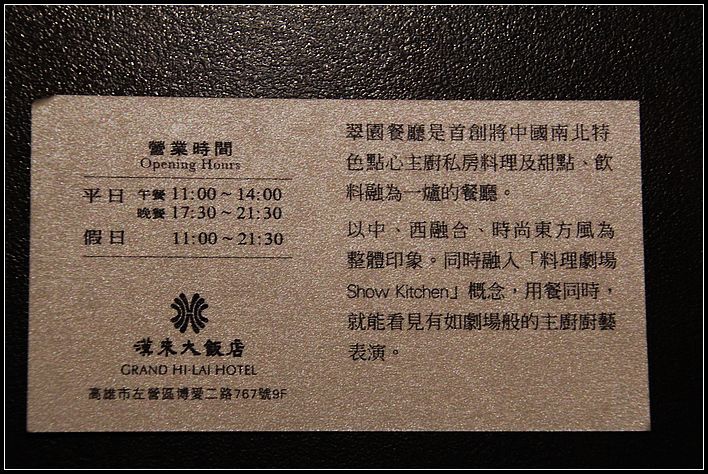 營業時間
Opening Hours
平日 午餐 11:00～14:00
晚餐 17:30～21:30
假日 11:00～21:30
漢來大飯店
GRAND HI-LAI HOTEL
高雄市左營區博愛二路767號9F
翠園餐廳是首創將中國南北特
色點心主廚私房料理及甜點、飲
料融為一爐的餐廳。
以中、西融合、時尚東方風為
整體印象。同時融入「料理劇場
Show Kitchen」概念，用餐同時，
就能看見有如劇場般的主廚廚藝
表演。